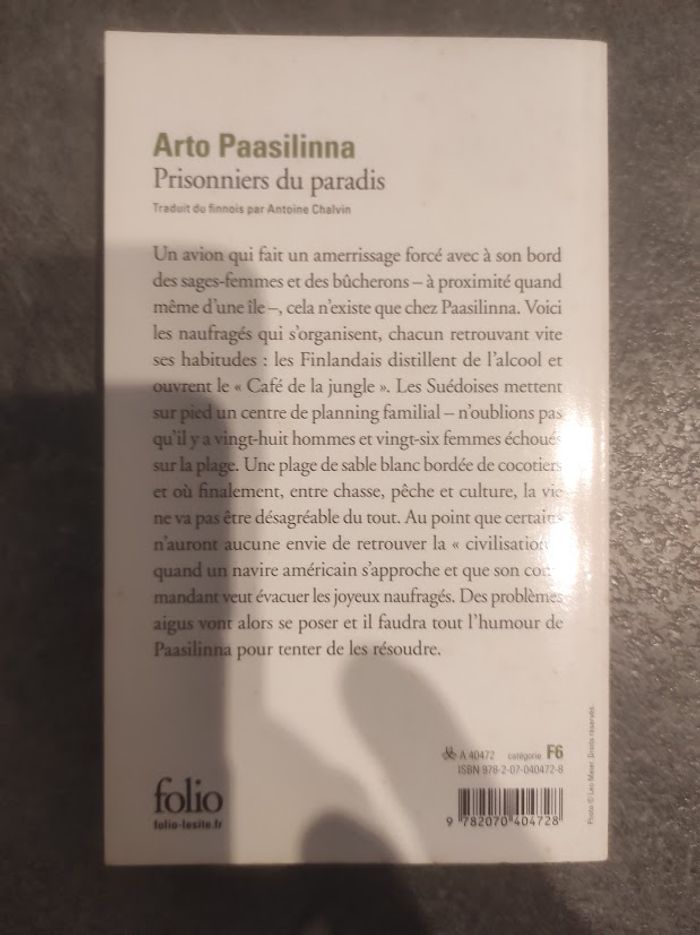 Arto Paasilinna
Prisonniers du paradis
Traduit du finnois par Antoine Chalvin
Un avion qui fait un amerrissage forcé avec à son bord
des sages-femmes et des bûcherons – à proximité quand
même d'une île –, cela n'existe que chez Paasilinna. Voici
les naufragés qui s'organisent, chacun retrouvant vite
ses habitudes : les Finlandais distillent de l'alcool et
ouvrent le « Café de la jungle ». Les Suédoises mettent
sur pied un centre de planning familial – n'oublions pas
qu'il y a vingt-huit hommes et vingt-six femmes échoués
sur la plage. Une plage de sable blanc bordée de cocotiers
et où finalement, entre chasse, pêche et culture, la vie
ne va pas être désagréable du tout. Au point que certains
n'auront aucune envie de retrouver la « civilisation »
quand un navire américain s'approche et que son com-
mandant veut évacuer les joyeux naufragés. Des problèmes
aigus vont alors se poser et il faudra tout l'humour de
Paasilinna pour tenter de les résoudre.
A 40472 catégorie F6
ISBN 978-2-07-040472-8
folio
folio-lesite.fr
9 782070 404728
Photo © Leo Meier. Droits réservés.